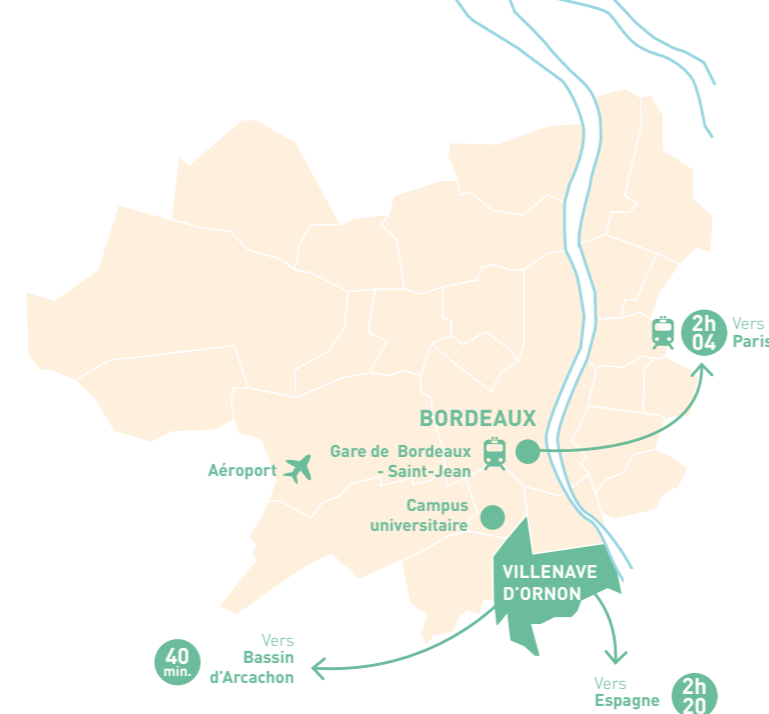 2h
04
Vers
Paris
BORDEAUX
Gare de Bordeaux
- Saint-Jean
Aéroport
Campus
universitaire
VILLENAVE
D'ORNON
40
min.
Vers
Bassin
d'Arcachon
Vers
Espagne
2h
20